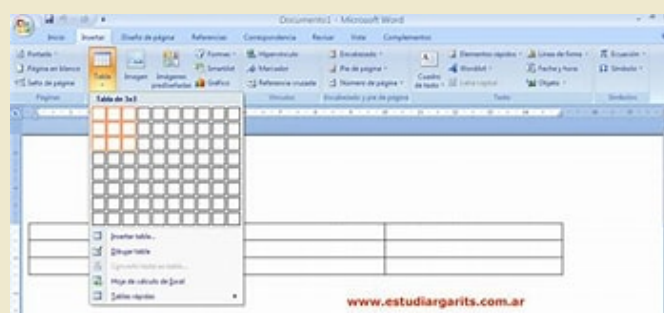 Documento1 - Microsoft Word
Inicio Insertar Diseño de página Referencias Correspondencia Revisar Vista Complementos
Portada Formas Hipervínculo Encabezado Elementos rápidos Línea de firma Ecuación
Página en blanco SmartArt Marcador Pie de página WordArt Fecha y hora Símbolo
Salto de página Tabla Imagen Imágenes prediseñadas Gráfico Referencia cruzada Número de página Cuadro de texto Letra capital Objeto
Páginas Vínculos Encabezado y pie de página Texto Símbolos
Tabla de 3x3
Insertar tabla...
Dibujar tabla
Hoja de cálculo de Excel
Tablas rápidas
www.estudiargarits.com.ar